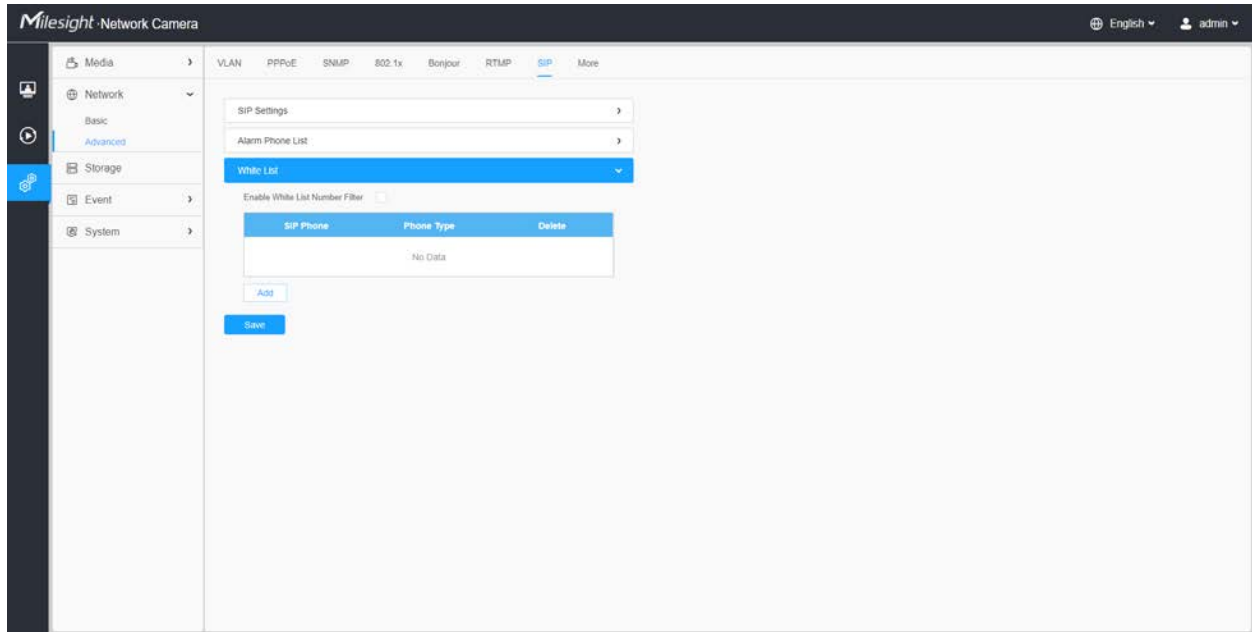 Milesight · Network Camera
English
admin
Media
VLAN PPPoE SNMP 802.1x Bonjour RTMP SIP More
Network
Basic
Advanced
Storage
Event
System
SIP Settings
Alarm Phone List
White List
Enable White List Number Filter
SIP Phone Phone Type Delete
No Data
Add
Save